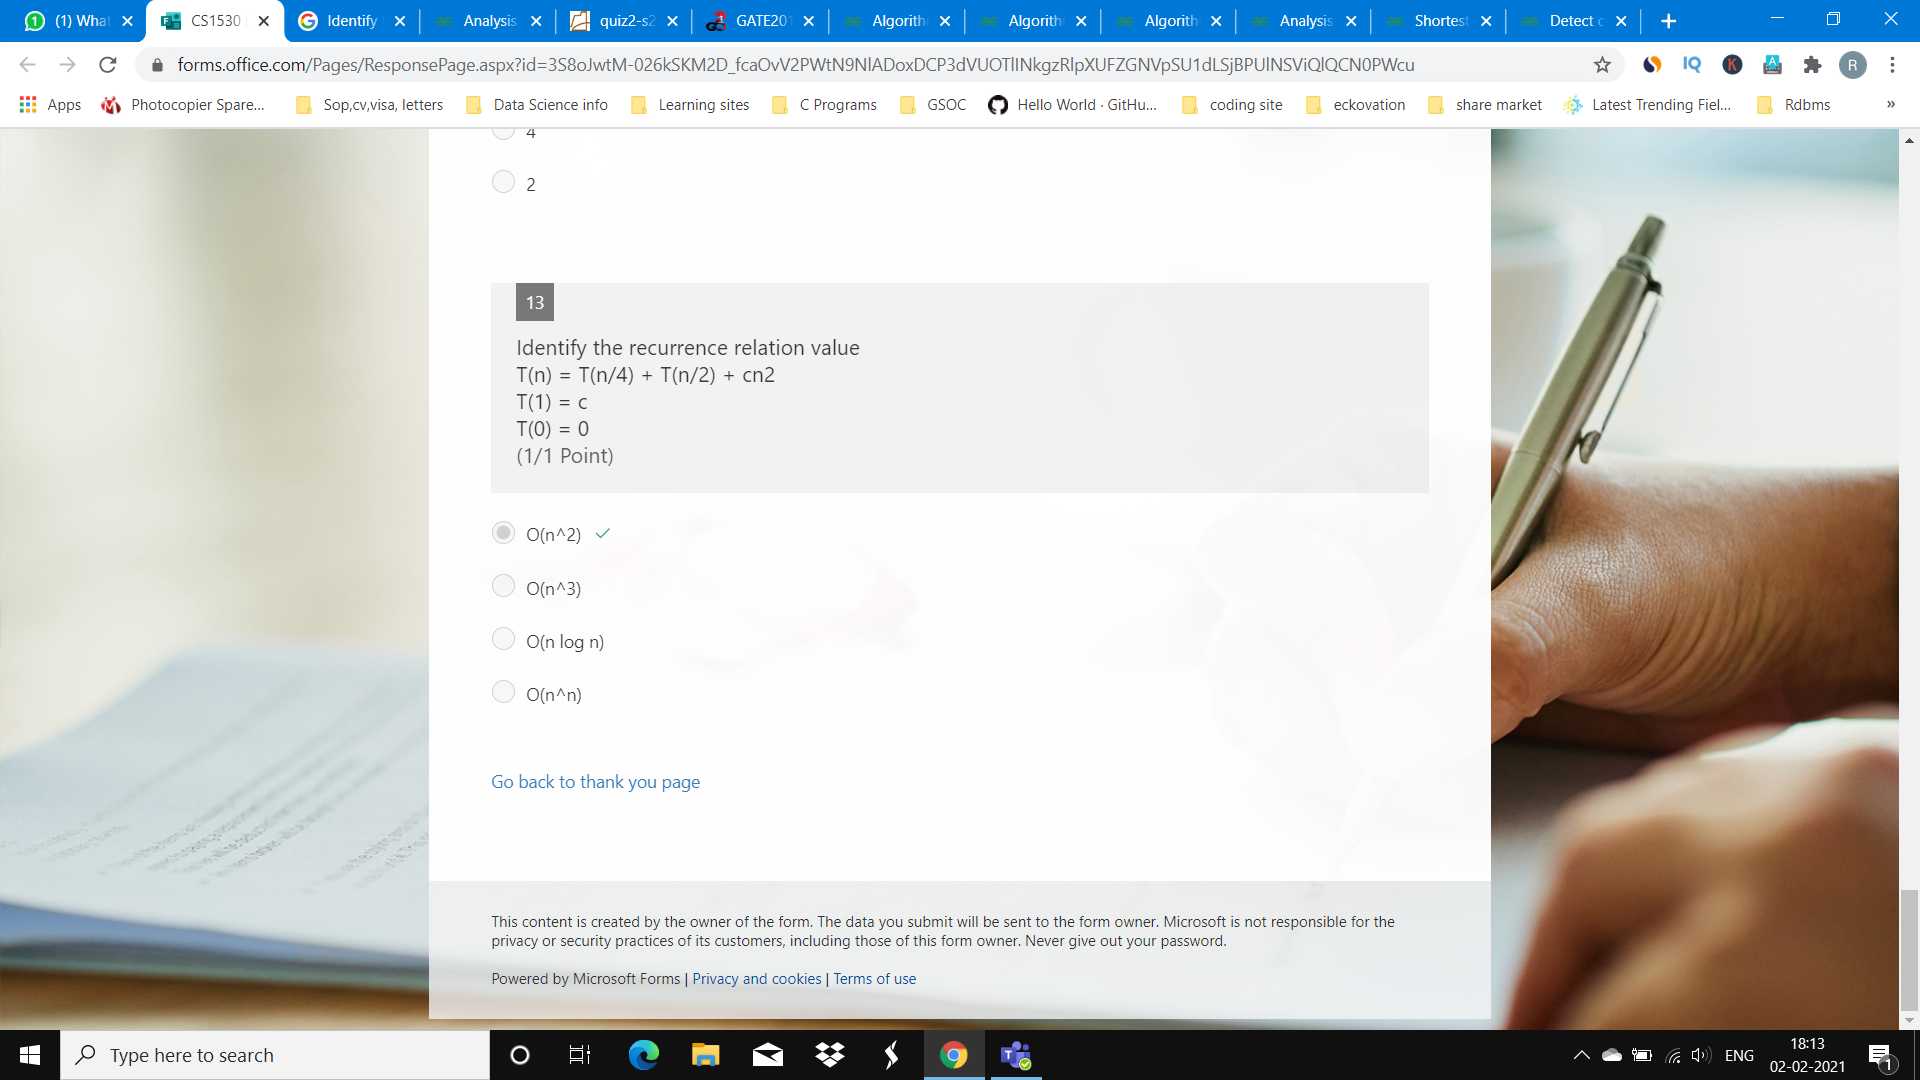 (1) What
CS1530
Identify
Analysis
quiz2-s2
GATE201
Algorith
Algorith
Algorith
Analysis
Shortest
Detect c
forms.office.com/Pages/ResponsePage.aspx?id=3S8oJwtM-026kSKM2D_fcaOvV2PWtN9NlADoxDCP3dVUOTlINkgzRlpXUFZGNVpSU1dLSjBPUlNSViQlQCN0PWcu
IQ
K
A
R
Apps
Photocopier Spare...
Sop,cv,visa, letters
Data Science info
Learning sites
C Programs
GSOC
Hello World · GitHu...
coding site
eckovation
share market
Latest Trending Fiel...
Rdbms
»
4
2
13
Identify the recurrence relation value
T(n) = T(n/4) + T(n/2) + cn2
T(1) = c
T(0) = 0
(1/1 Point)
O(n^2)
O(n^3)
O(n log n)
O(n^n)
Go back to thank you page
This content is created by the owner of the form. The data you submit will be sent to the form owner. Microsoft is not responsible for the
privacy or security practices of its customers, including those of this form owner. Never give out your password.
Powered by Microsoft Forms | Privacy and cookies | Terms of use
Type here to search
ENG
18:13
02-02-2021
1